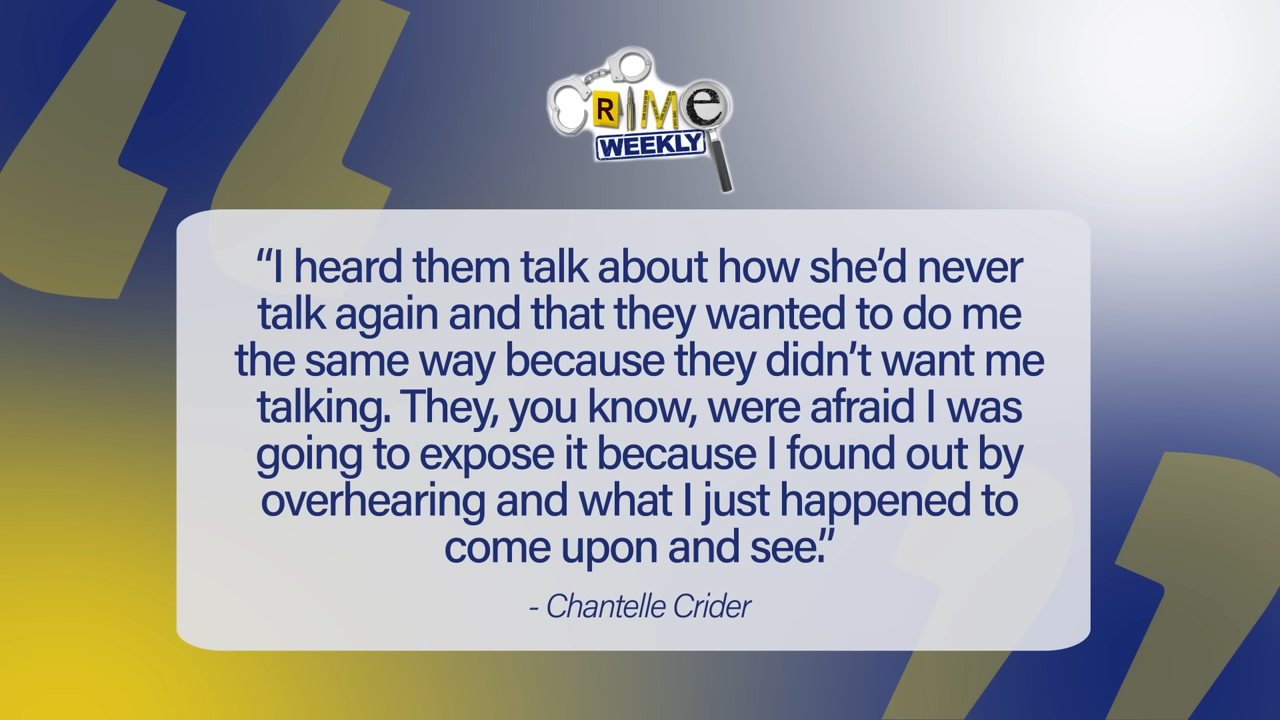 CRIME
WEEKLY
“I heard them talk about how she’d never
talk again and that they wanted to do me
the same way because they didn’t want me
talking. They, you know, were afraid I was
going to expose it because I found out by
overhearing and what I just happened to
come upon and see.”
- Chantelle Crider